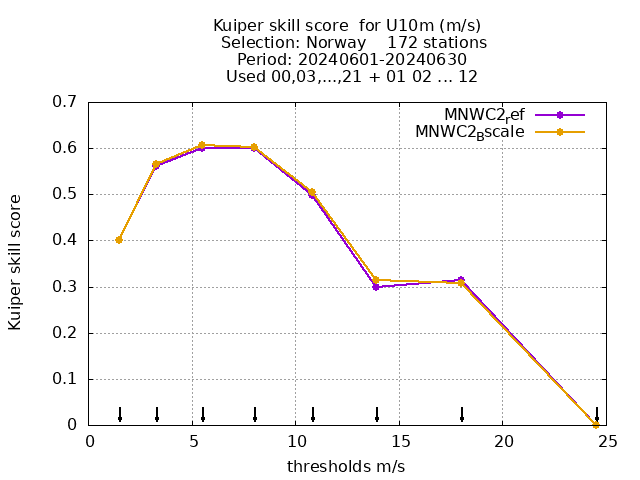 Kuiper skill score  for U10m (m/s)
Selection: Norway    172 stations
Period: 20240601-20240630
Used 00,03,...,21 + 01 02 ... 12
MNWC2_ref
MNWC2_Bscale
Kuiper skill score
0.7
0.6
0.5
0.4
0.3
0.2
0.1
0
0 5 10 15 20 25
thresholds m/s